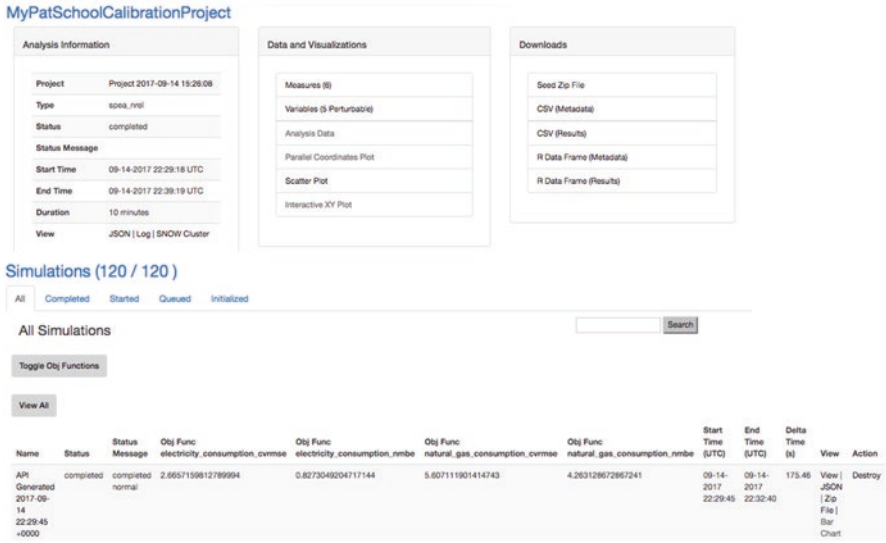 MyPatSchoolCalibrationProject
Analysis Information
Project Project 2017-09-14 15:26:08
Type spea_nrel
Status completed
Status Message
Start Time 09-14-2017 22:29:18 UTC
End Time 09-14-2017 22:39:19 UTC
Duration 10 minutes
View JSON | Log | SNOW Cluster
Data and Visualizations
Measures (6)
Variables (5 Perturbable)
Analysis Data
Parallel Coordinates Plot
Scatter Plot
Interactive XY Plot
Downloads
Seed Zip File
CSV (Metadata)
CSV (Results)
R Data Frame (Metadata)
R Data Frame (Results)
Simulations (120 / 120 )
All Completed Started Queued Initialized
All Simulations
Search
Toggle Obj Functions
View All
Name
Status
Status
Message
Obj Func
electricity_consumption_cvrmse
Obj Func
electricity_consumption_nmbe
Obj Func
natural_gas_consumption_cvrmse
Obj Func
natural_gas_consumption_nmbe
Start
Time
(UTC)
End
Time
(UTC)
Delta
Time
(s)
View
Action
API
Generated
2017-09-
14
22:29:45
+0000
completed
completed
normal
2.6657159812789994
0.8273049204717144
5.607111901414743
4.263128672867241
09-14-
2017
22:29:45
09-14-
2017
22:32:40
175.46
View |
JSON
| Zip
File |
Bar
Chart
Destroy